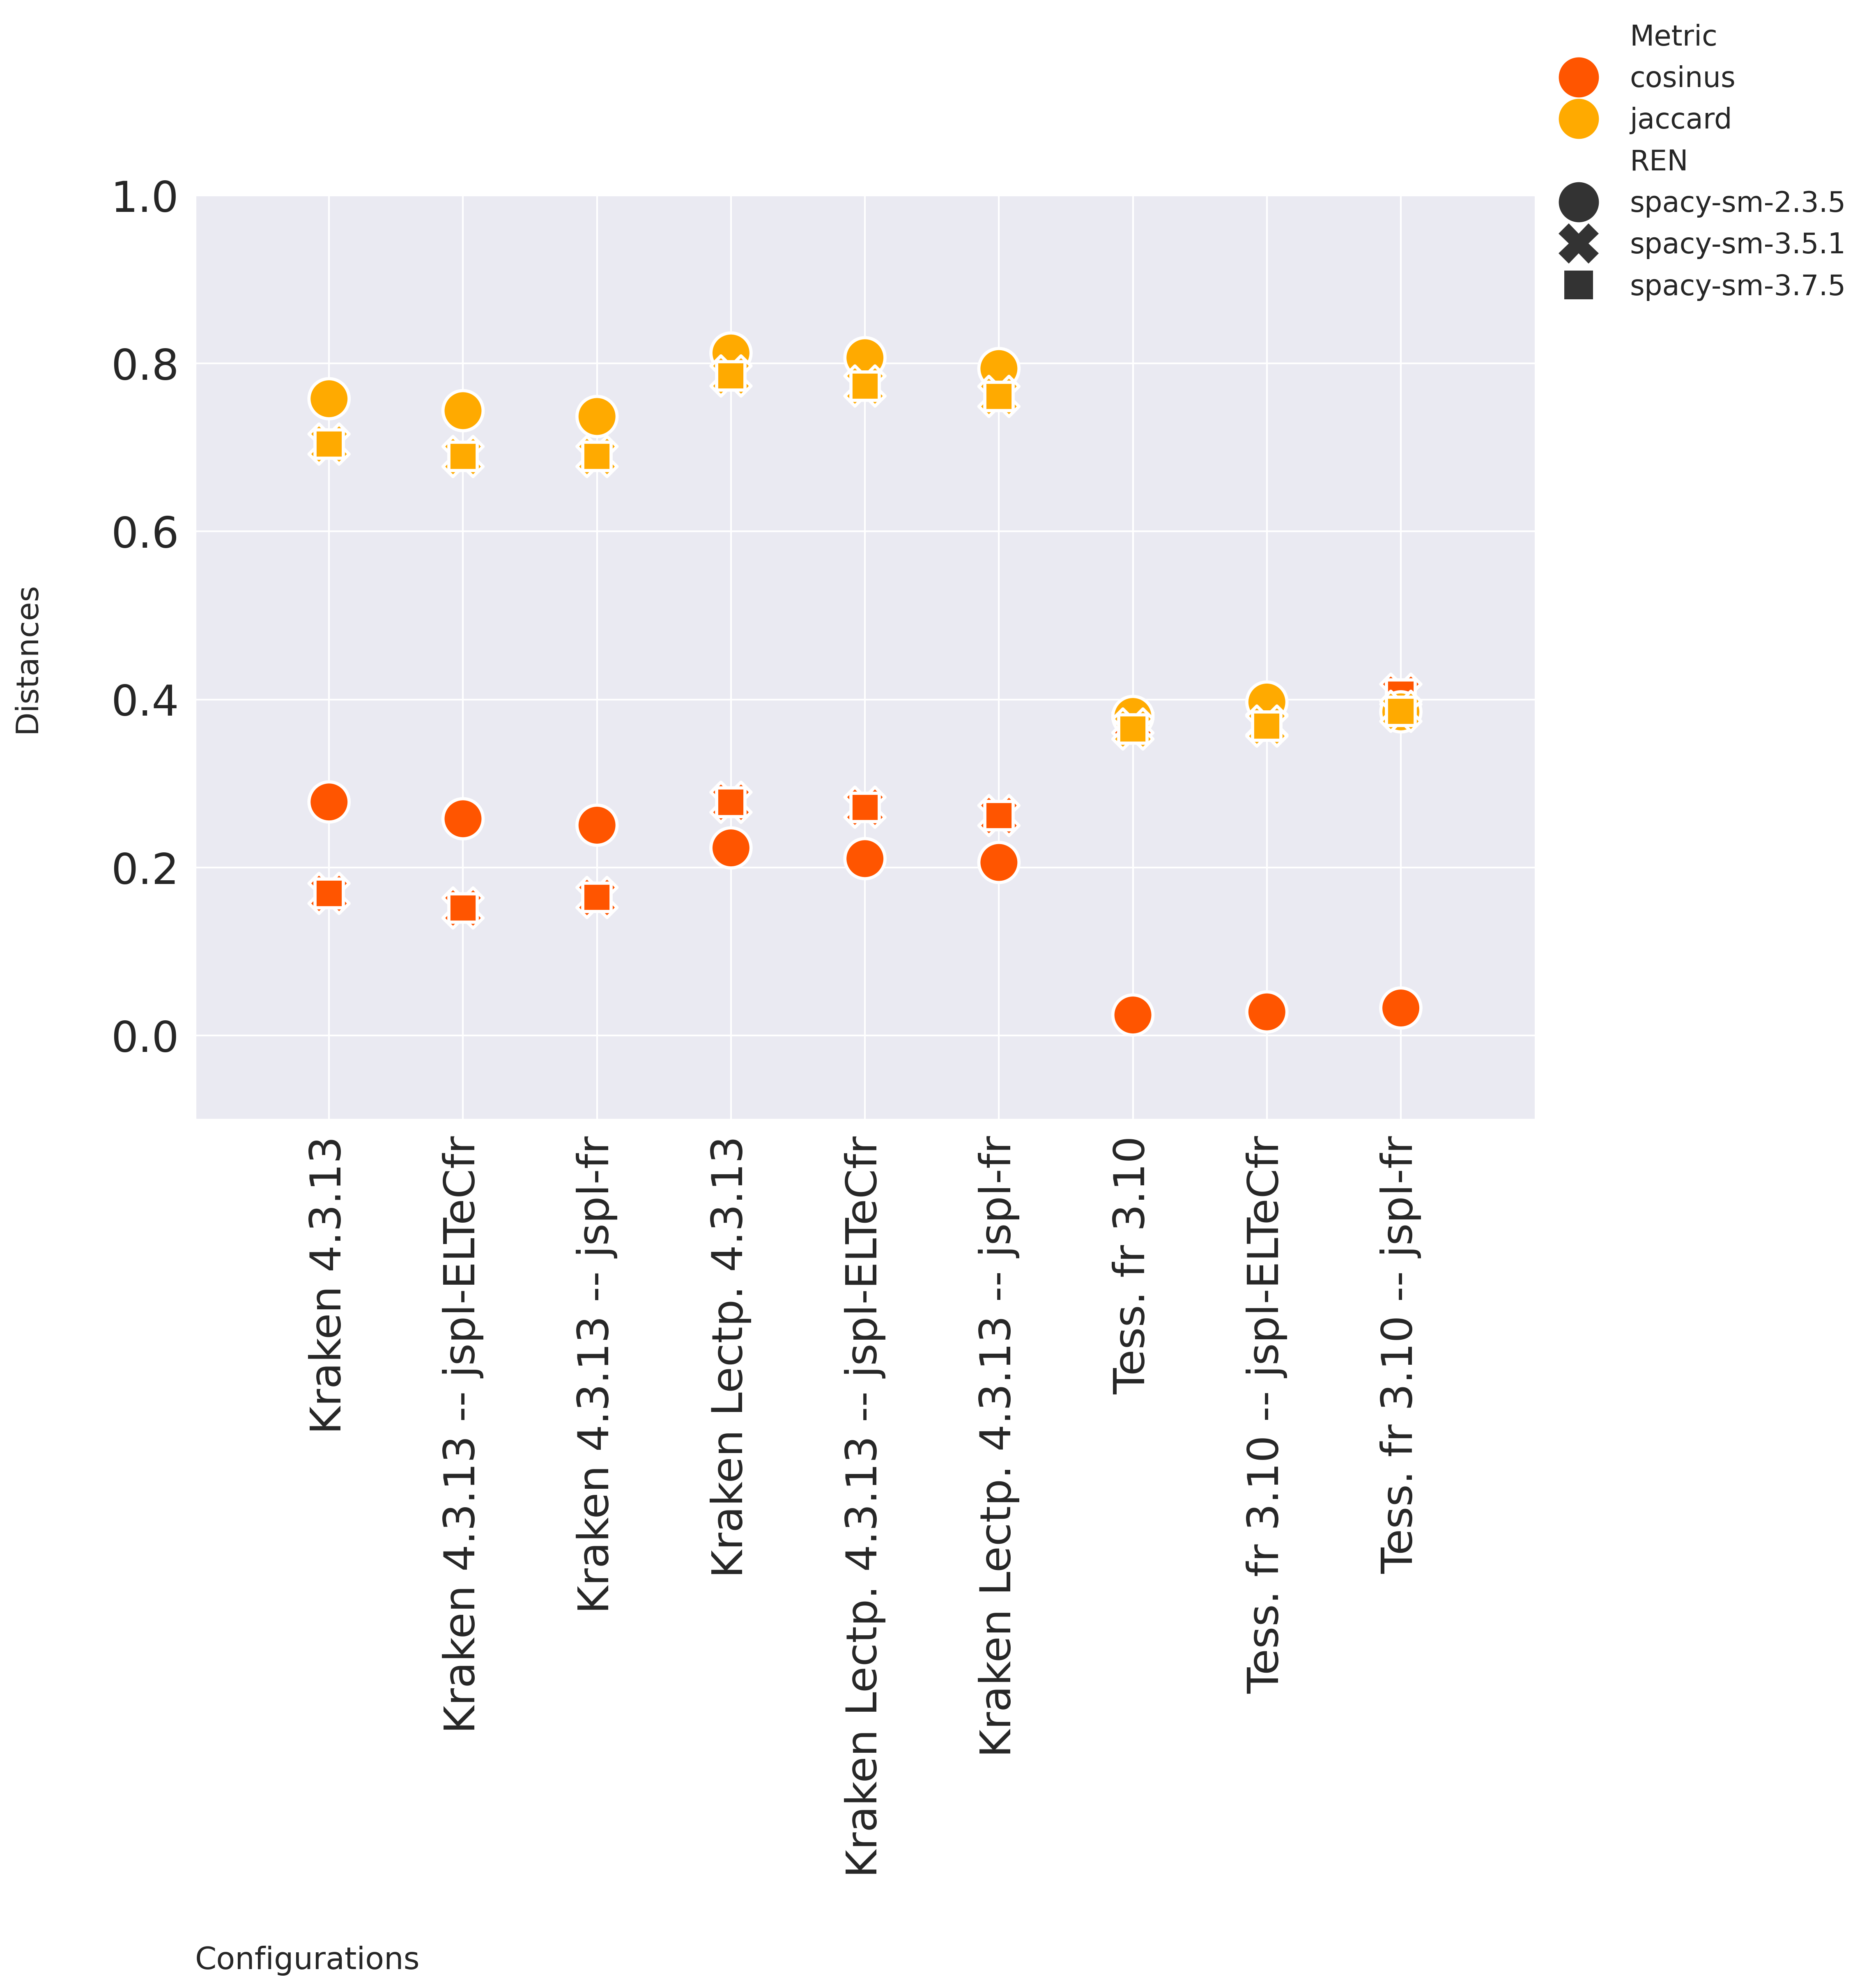 Metric
cosinus
jaccard
REN
spacy-sm-2.3.5
spacy-sm-3.5.1
spacy-sm-3.7.5
1.0
0.8
0.6
0.4
0.2
0.0
Distances
Kraken 4.3.13
Kraken 4.3.13 -- jspl-ELTeCfr
Kraken 4.3.13 -- jspl-fr
Kraken Lectp. 4.3.13
Kraken Lectp. 4.3.13 -- jspl-ELTeCfr
Kraken Lectp. 4.3.13 -- jspl-fr
Tess. fr 3.10
Tess. fr 3.10 -- jspl-ELTeCfr
Tess. fr 3.10 -- jspl-fr
Configurations